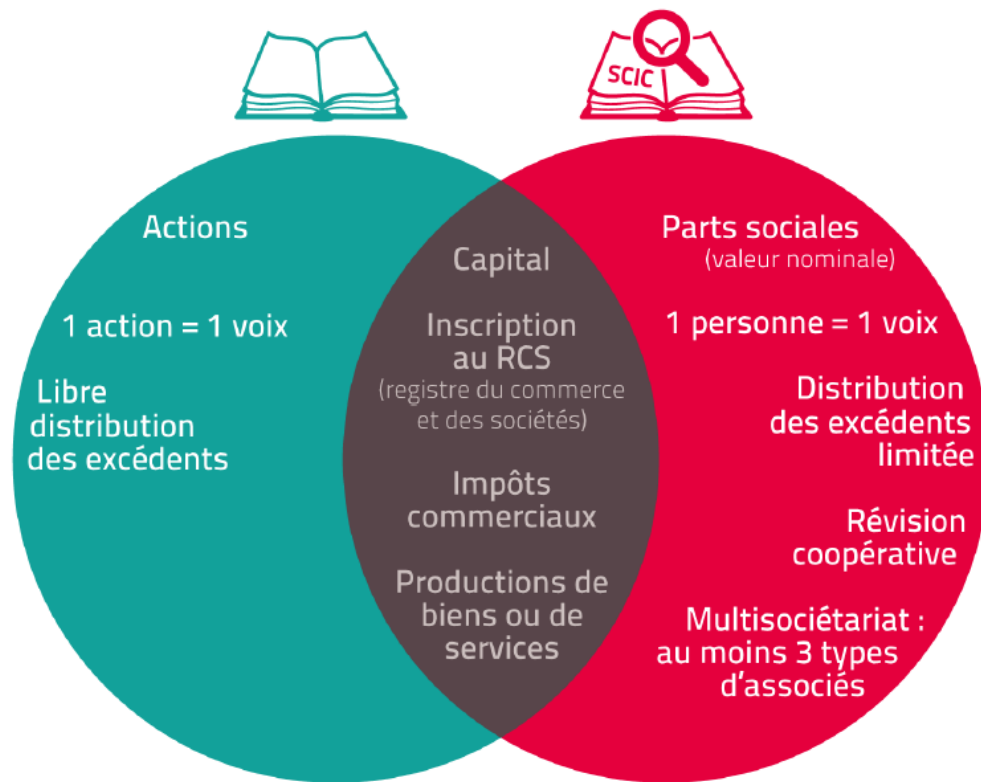 SCIC
Actions
1 action = 1 voix
Libre
distribution
des excédents
Capital
Inscription
au RCS
(registre du commerce
et des sociétés)
Impôts
commerciaux
Productions de
biens ou de
services
Parts sociales
(valeur nominale)
1 personne = 1 voix
Distribution
des excédents
limitée
Révision
coopérative
Multisociétariat :
au moins 3 types
d'associés